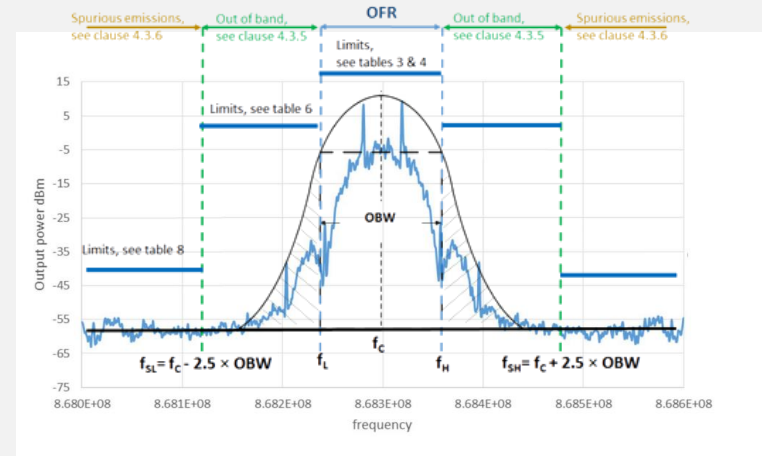 OFR
Spurious emissions,
see clause 4.3.6
Out of band,
see clause 4.3.5
Out of band,
see clause 4.3.5
Spurious emissions,
see clause 4.3.6
Limits,
see tables 3 & 4
Limits, see table 6
Limits, see table 8
OBW
Output power dBm
15
5
-5
-15
-25
-35
-45
-55
-65
-75
fSL= fC - 2.5 × OBW
fL
fC
fH
fSH= fC + 2.5 × OBW
8.680E+08
8.681E+08
8.682E+08
8.683E+08
8.684E+08
8.685E+08
8.686E+08
frequency